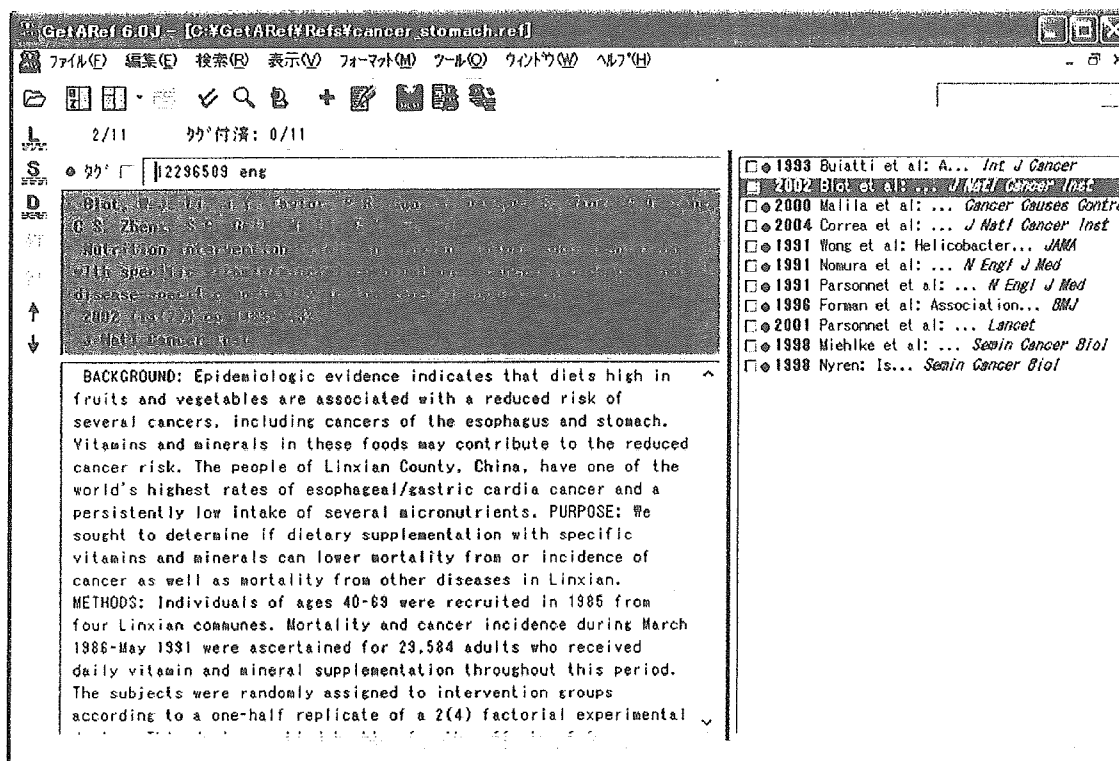 GetARef 6.0J - [C:¥GetARef¥Refs¥cancer_stomach.ref]
ファイル(F) 編集(E) 検索(R) 表示(V) フォーマット(M) ツール(O) ウィンドウ(W) ヘルプ(H)
L 2/11 タグ付済: 0/11
S タグ 12296509 eng
D
Blot,
C S, Zheng,
Nutrition intervention
with specific
disease-specific
2002
J Natl Cancer Inst
BACKGROUND: Epidemiologic evidence indicates that diets high in
fruits and vegetables are associated with a reduced risk of
several cancers, including cancers of the esophagus and stomach.
Vitamins and minerals in these foods may contribute to the reduced
cancer risk. The people of Linxian County, China, have one of the
world's highest rates of esophageal/gastric cardia cancer and a
persistently low intake of several micronutrients. PURPOSE: We
sought to determine if dietary supplementation with specific
vitamins and minerals can lower mortality from or incidence of
cancer as well as mortality from other diseases in Linxian.
METHODS: Individuals of ages 40-69 were recruited in 1985 from
four Linxian communes. Mortality and cancer incidence during March
1986-May 1991 were ascertained for 29,584 adults who received
daily vitamin and mineral supplementation throughout this period.
The subjects were randomly assigned to intervention groups
according to a one-half replicate of a 2(4) factorial experimental
1993 Buiatti et al: A... Int J Cancer
2002 Blot et al: ... J Natl Cancer Inst
2000 Malila et al: ... Cancer Causes Contro
2004 Correa et al: ... J Natl Cancer Inst
1991 Wong et al: Helicobacter... JAMA
1991 Nomura et al: ... N Engl J Med
1991 Parsonnet et al: ... N Engl J Med
1996 Forman et al: Association... BMJ
2001 Parsonnet et al: ... Lancet
1998 Miehlke et al: ... Semin Cancer Biol
1998 Nyren: Is... Semin Cancer Biol